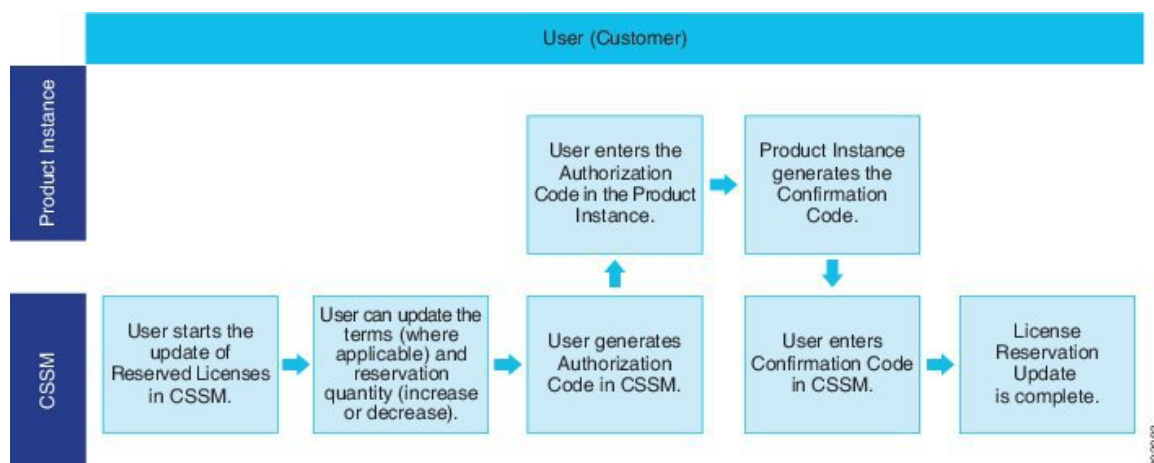 User (Customer)
Product Instance
User enters the
Authorization
Code in the Product
Instance.
Product Instance
generates the
Confirmation
Code.
CSSM
User starts the
update of
Reserved Licenses
in CSSM.
User can update the
terms (where
applicable) and
reservation
quantity (increase
or decrease).
User generates
Authorization
Code in CSSM.
User enters
Confirmation Code
in CSSM.
License
Reservation
Update
is complete.